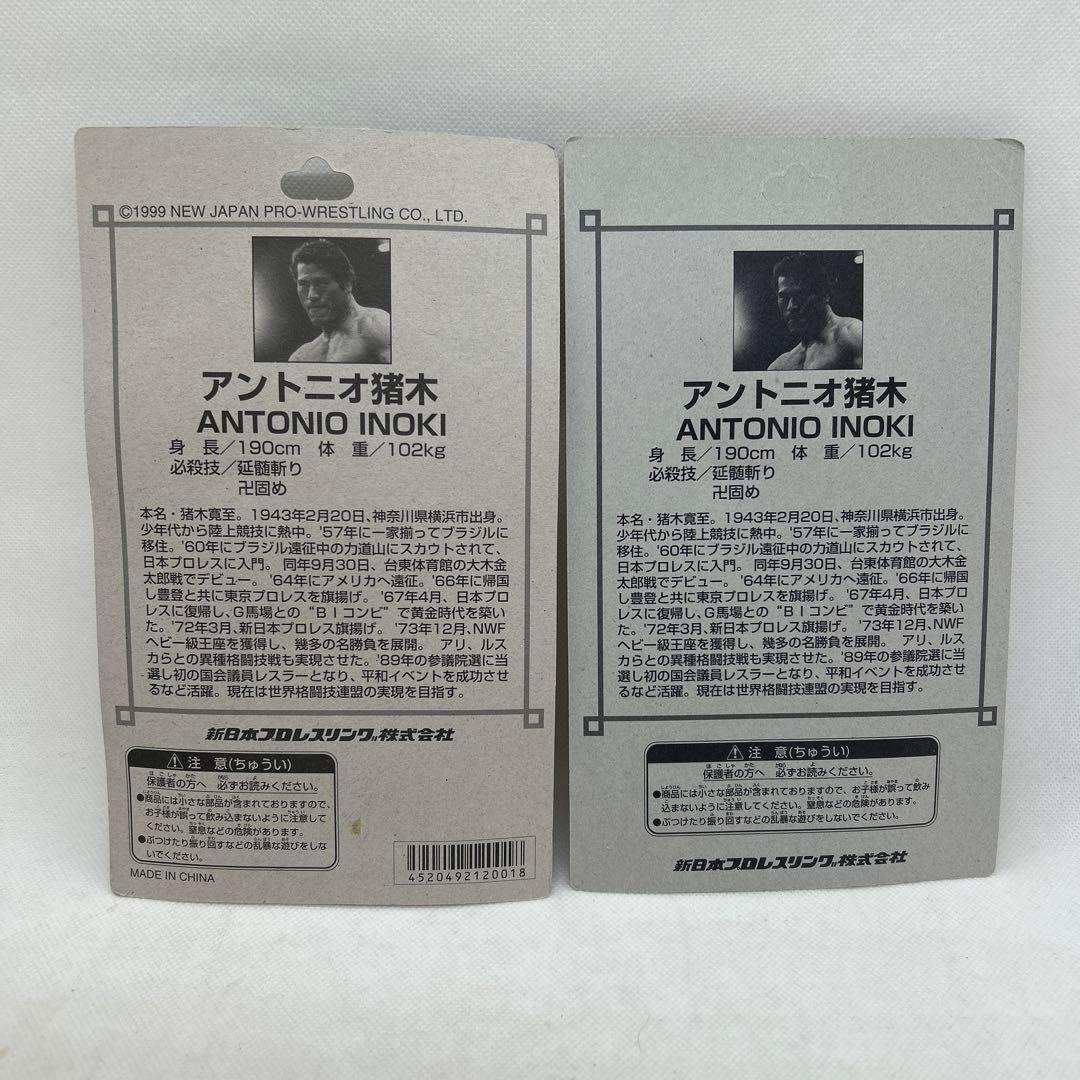 ©1999 NEW JAPAN PRO-WRESTLING CO., LTD.
アントニオ猪木
ANTONIO INOKI
身 長/190cm 体 重/102kg
必殺技/延髄斬り
卍固め
本名・猪木寛至。1943年2月20日、神奈川県横浜市出身。
少年代から陸上競技に熱中。'57年に一家揃ってブラジルに
移住。'60年にブラジル遠征中の力道山にスカウトされて、
日本プロレスに入門。 同年9月30日、台東体育館の大木金
太郎戦でデビュー。 '64年にアメリカへ遠征。'66年に帰国
し豊登と共に東京プロレスを旗揚げ。'67年4月、日本プロ
レスに復帰し、G馬場との“BIコンビ”で黄金時代を築い
た。'72年3月、新日本プロレス旗揚げ。'73年12月、NWF
ヘビー級王座を獲得し、幾多の名勝負を展開。 アリ、ルス
カらとの異種格闘技戦も実現させた。'89年の参議院選に当
選し初の国会議員レスラーとなり、平和イベントを成功させ
るなど活躍。現在は世界格闘技連盟の実現を目指す。
新日本プロレスリング株式会社
注 意(ちゅうい)
ほごしゃ かた かなら よ
保護者の方へ 必ずお読みください。
●商品には小さな部品が含まれておりますので、
お子様が誤って飲み込まないように注意して
ください。窒息などの危険があります。
●ぶつけたり振り回すなどの乱暴な遊びをしな
いでください。
MADE IN CHINA
4520492120018
アントニオ猪木
ANTONIO INOKI
身 長/190cm 体 重/102kg
必殺技/延髄斬り
卍固め
本名・猪木寛至。1943年2月20日、神奈川県横浜市出身。
少年代から陸上競技に熱中。'57年に一家揃ってブラジルに
移住。'60年にブラジル遠征中の力道山にスカウトされて、
日本プロレスに入門。 同年9月30日、台東体育館の大木金
太郎戦でデビュー。 '64年にアメリカへ遠征。'66年に帰国
し豊登と共に東京プロレスを旗揚げ。'67年4月、日本プロ
レスに復帰し、G馬場との“BIコンビ”で黄金時代を築い
た。'72年3月、新日本プロレス旗揚げ。'73年12月、NWF
ヘビー級王座を獲得し、幾多の名勝負を展開。 アリ、ルス
カらとの異種格闘技戦も実現させた。'89年の参議院選に当
選し初の国会議員レスラーとなり、平和イベントを成功させ
るなど活躍。現在は世界格闘技連盟の実現を目指す。
注 意(ちゅうい)
ほごしゃ かた かなら よ
保護者の方へ 必ずお読みください。
●商品には小さな部品が含まれておりますので、お子様が誤って飲み
込まないように注意してください。窒息などの危険があります。
●ぶつけたり振り回すなどの乱暴な遊びをしないでください。
新日本プロレスリング株式会社